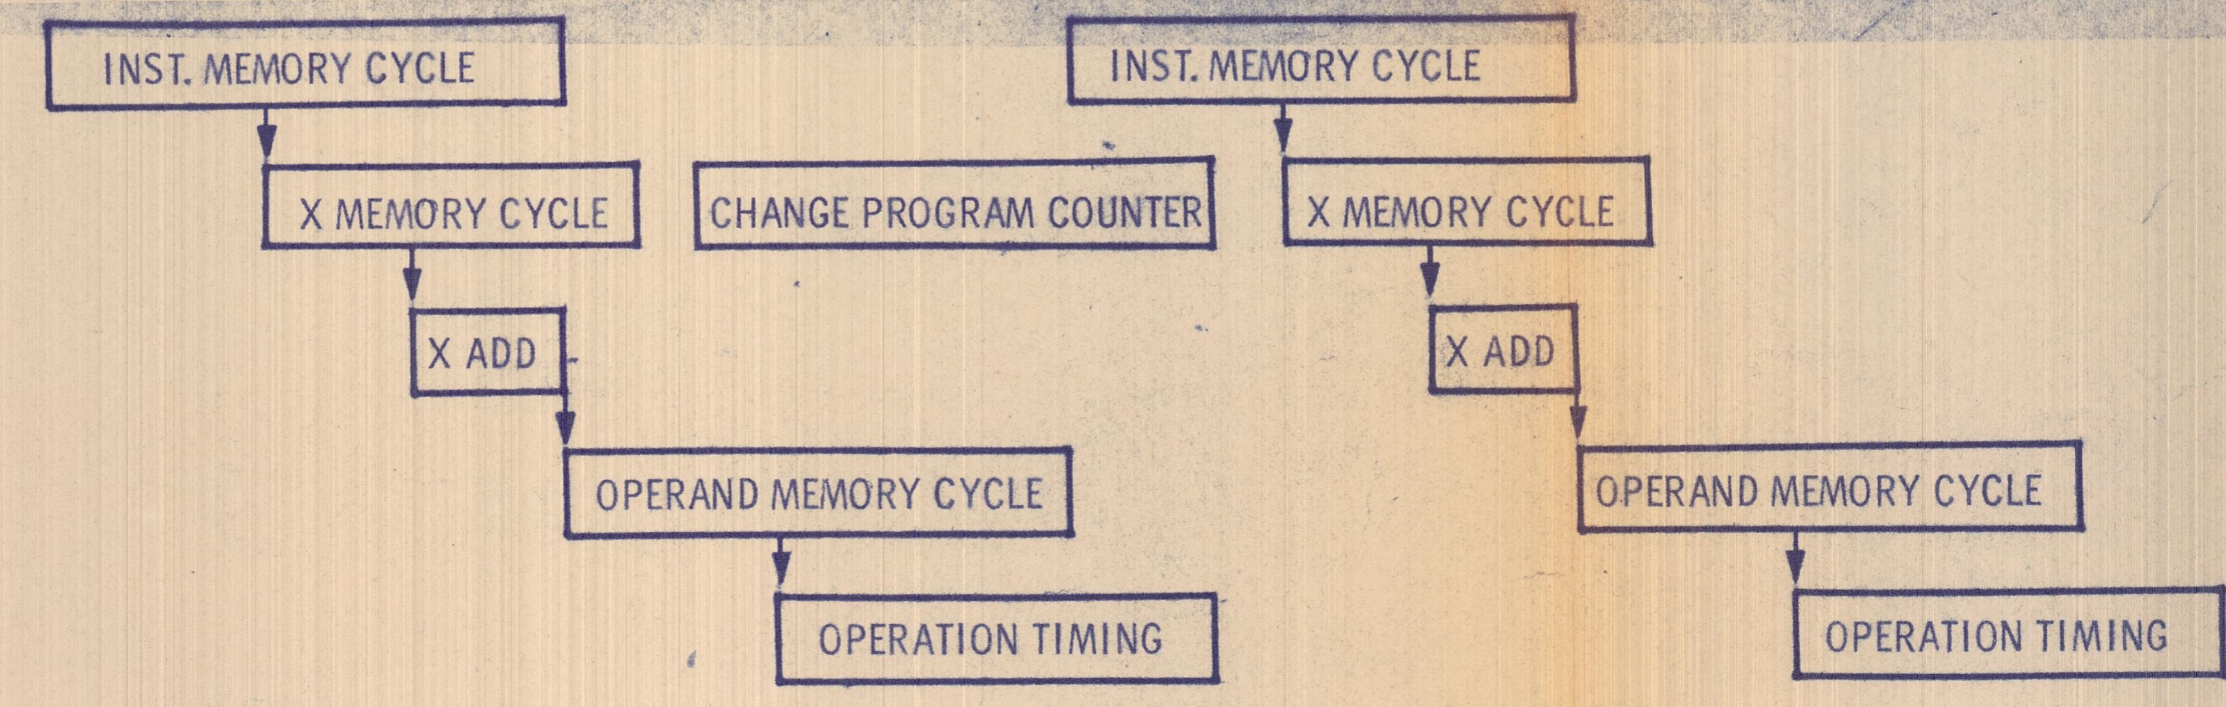 INST. MEMORY CYCLE
INST. MEMORY CYCLE
X MEMORY CYCLE
CHANGE PROGRAM COUNTER
X MEMORY CYCLE
X ADD
X ADD
OPERAND MEMORY CYCLE
OPERAND MEMORY CYCLE
OPERATION TIMING
OPERATION TIMING